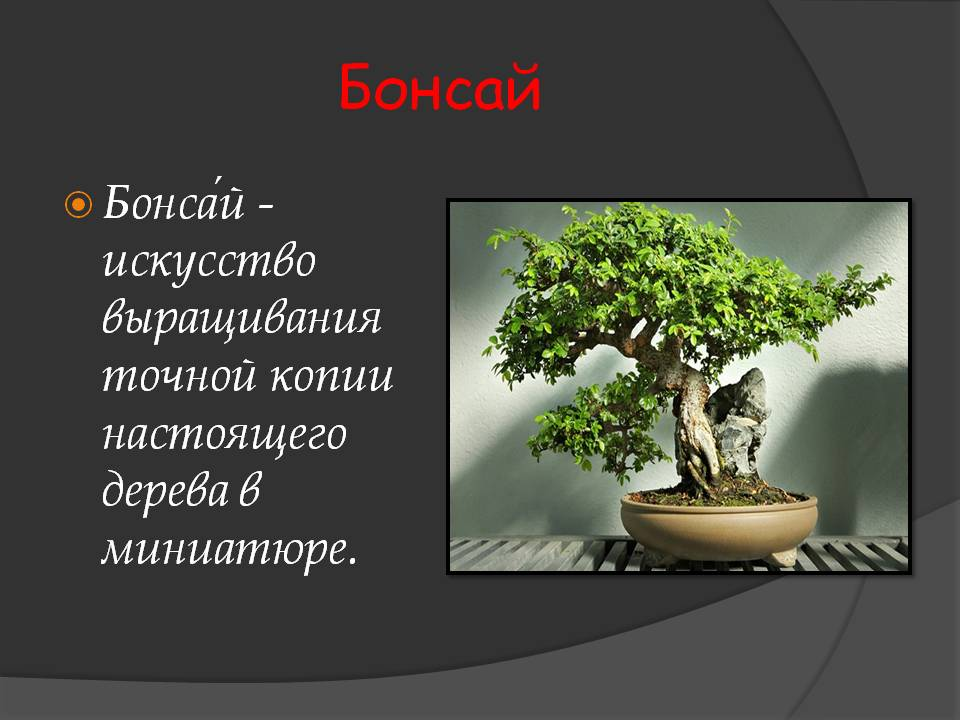 Бонсай
Бонса́й -
искусство
выращивания
точной копии
настоящего
дерева в
миниатюре.